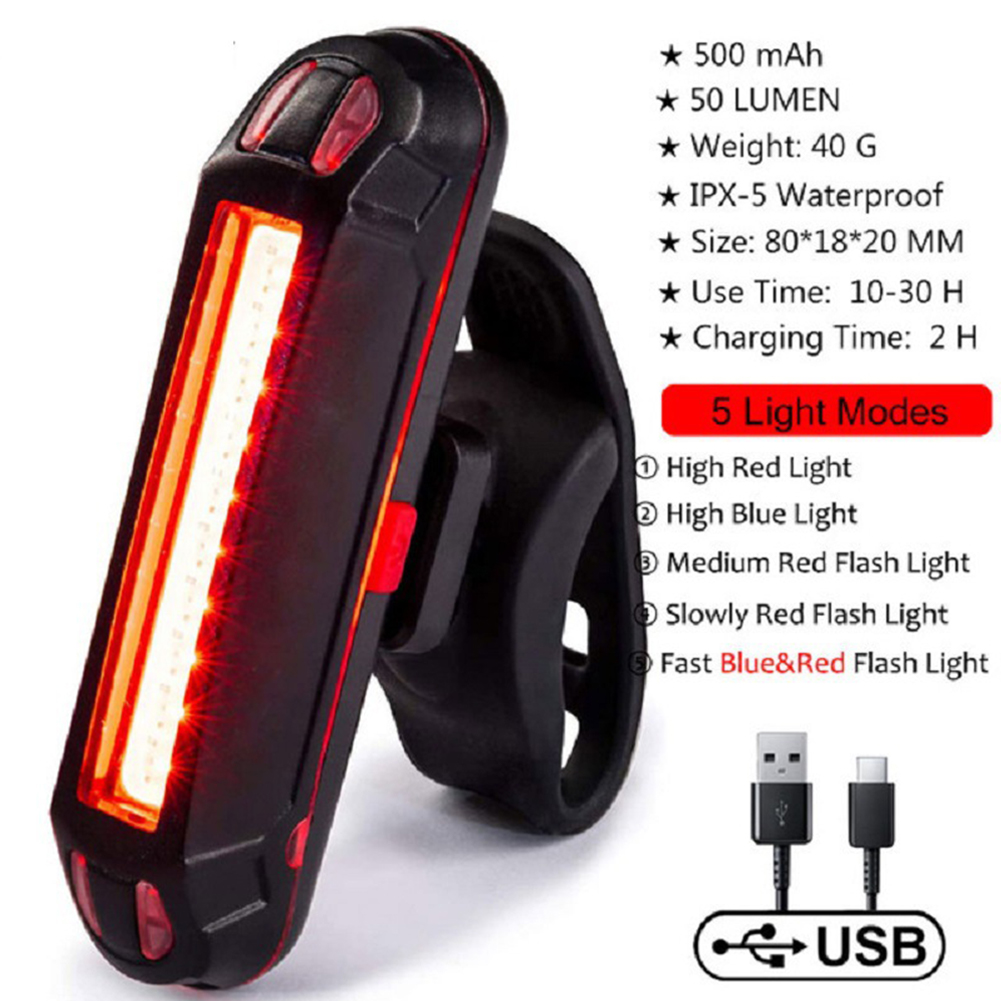 ★ 500 mAh
★ 50 LUMEN
★ Weight: 40 G
★ IPX-5 Waterproof
★ Size: 80*18*20 MM
★ Use Time: 10-30 H
★ Charging Time: 2 H
5 Light Modes
① High Red Light
② High Blue Light
③ Medium Red Flash Light
④ Slowly Red Flash Light
⑤ Fast Blue&Red Flash Light
USB